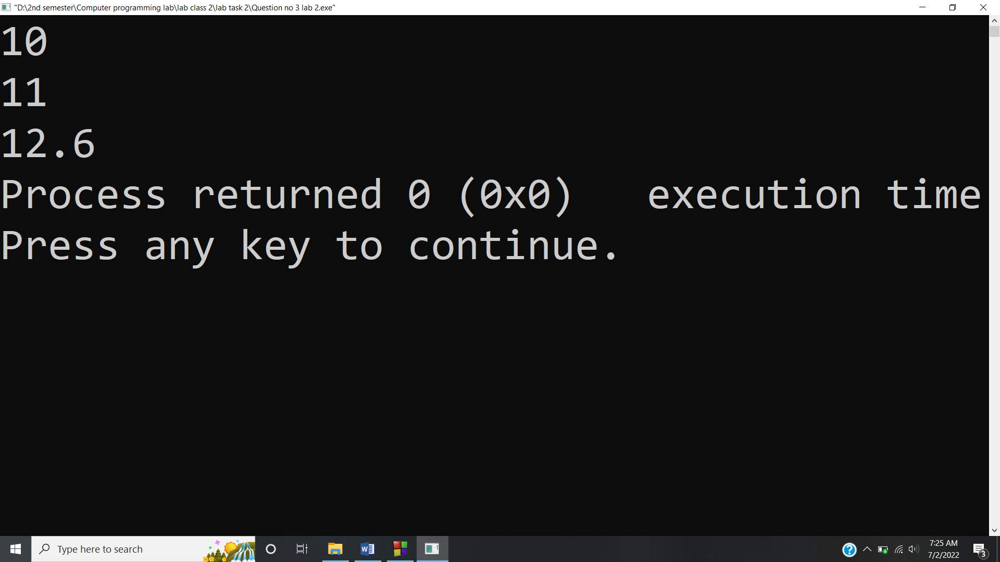 "D:\2nd semester\Computer programming lab\lab class 2\lab task 2\Question no 3 lab 2.exe"
10
11
12.6
Process returned 0 (0x0)   execution time
Press any key to continue.
Type here to search
7:25 AM
7/2/2022
3